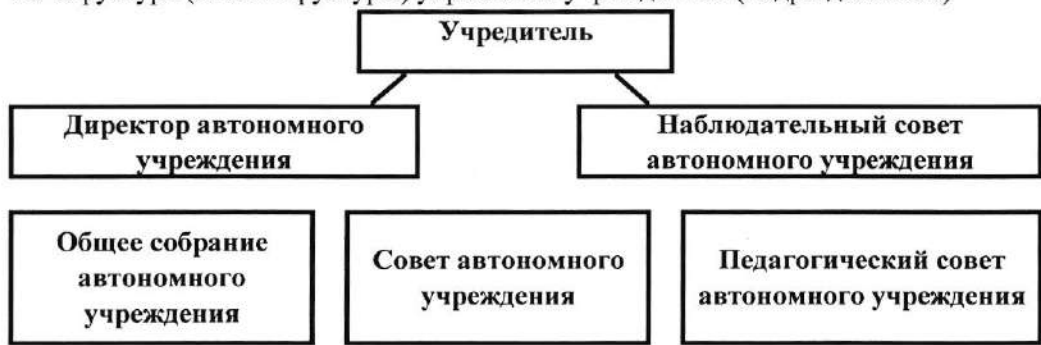 Учредитель
Директор автономного
учреждения
Наблюдательный совет
автономного учреждения
Общее собрание
автономного
учреждения
Совет автономного
учреждения
Педагогический совет
автономного учреждения